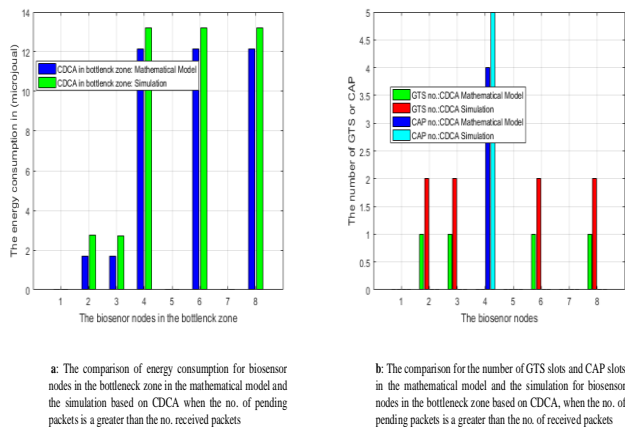 14
12
10
8
6
4
2
0
The energy consumption in (microjoual)
CDCA in bottlenck zone: Mathematical Model
CDCA in bottlenck zone: Simulation
1 2 3 4 6 7 8
The biosenor nodes in the bottlenck zone
5
4.5
4
3.5
3
2.5
2
1.5
1
0.5
0
The number of GTS or CAP
GTS no.:CDCA Mathematical Model
GTS no.:CDCA Simulation
CAP no.:CDCA Mathematical Model
CAP no.:CDCA Simulation
1 2 3 4 5 6 7 8
The biosenor nodes
a: The comparison of energy consumption for biosensor
nodes in the bottleneck zone in the mathematical model and
the simulation based on CDCA when the no. of pending
packets is a greater than the no. received packets
b: The comparison for the number of GTS slots and CAP slots
in the mathematical model and the simulation for biosensor
nodes in the bottleneck zone based on CDCA, when the no. of
pending packets is a greater than the no. of received packets